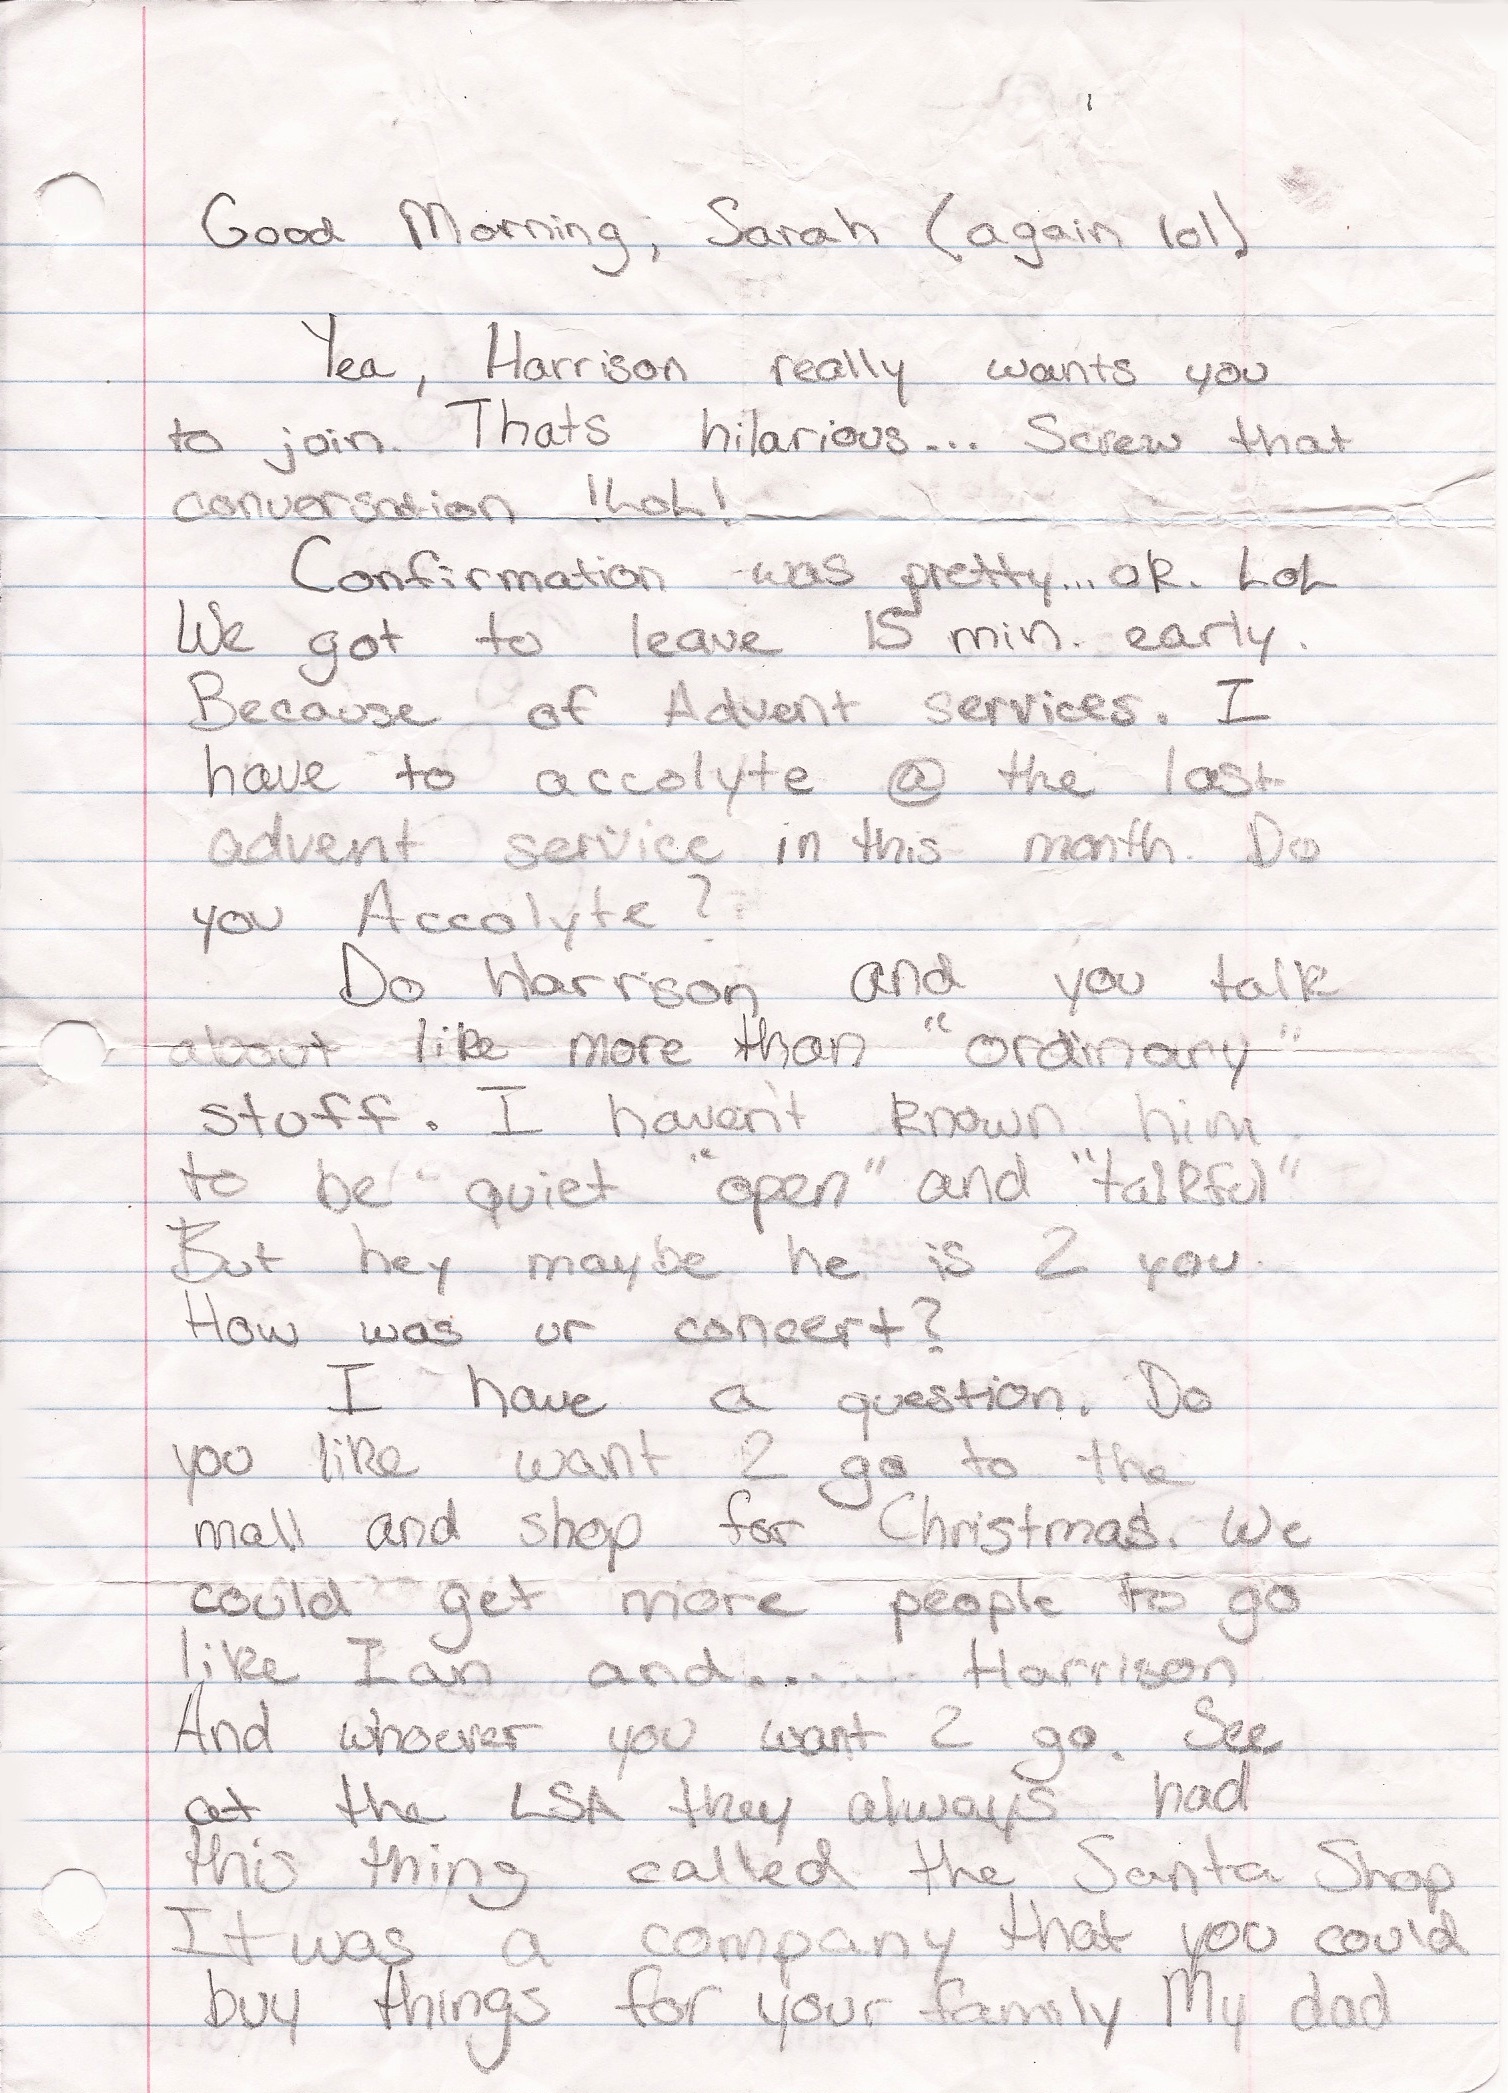 Good Morning, Sarah (again lol)
Yea, Harrison really wants you
to join. Thats hilarious... Screw that
conversation !LoL!
Confirmation was pretty... ok. LoL
We got to leave 15 min. early.
Because of Advent services. I
have to accolyte @ the last
advent service in this month. Do
you Accolyte?
Do Harrison and you talk
about like more than "ordinary"
stuff. I haven't known him
to be quiet "open" and "talkful"
But hey maybe he is 2 you.
How was ur concert?
I have a question. Do
you like want 2 go to the
mall and shop for Christmas. We
could get more people to go
like Ian and........ Harrison
And whoever you want 2 go. See
at the LSA they always had
this thing called the Santa Shop
It was a company that you could
buy things for your family My dad